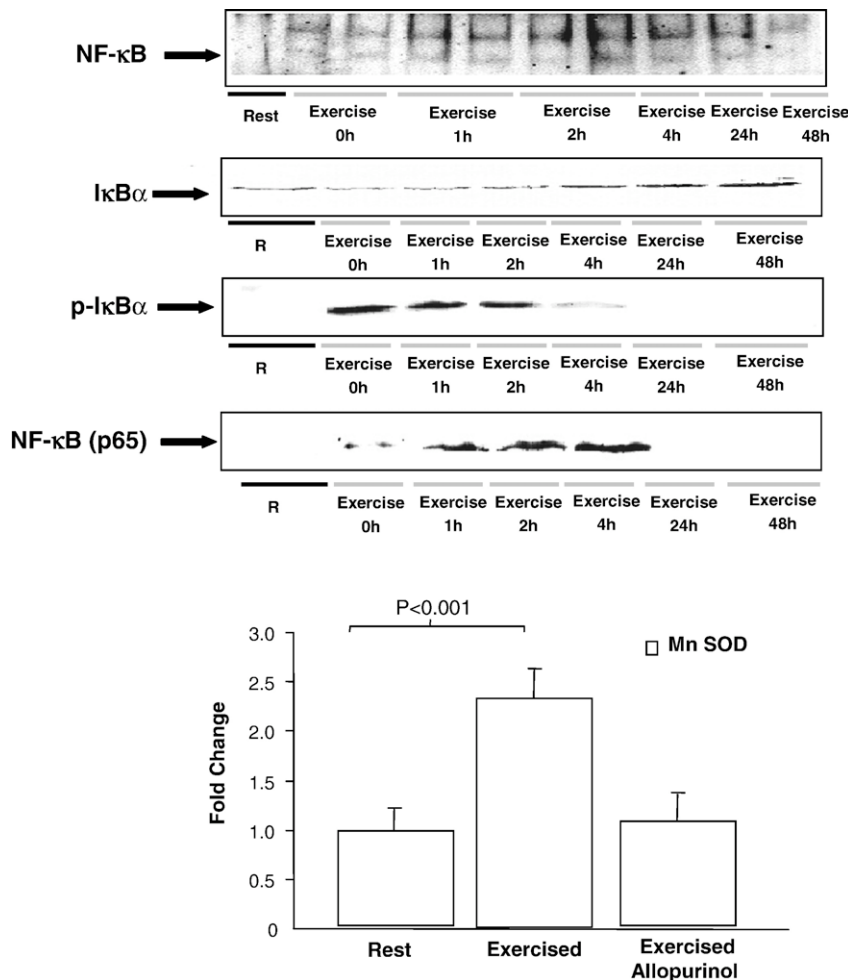 NF-κB
Rest Exercise Exercise Exercise Exercise Exercise Exercise
0h 1h 2h 4h 24h 48h
IκBα
R Exercise Exercise Exercise Exercise Exercise Exercise
0h 1h 2h 4h 24h 48h
p-IκBα
R Exercise Exercise Exercise Exercise Exercise Exercise
0h 1h 2h 4h 24h 48h
NF-κB (p65)
R Exercise Exercise Exercise Exercise Exercise Exercise
0h 1h 2h 4h 24h 48h
P<0.001
Mn SOD
Fold Change
3.0
2.5
2.0
1.5
1.0
0.5
0
Rest Exercised Exercised
Allopurinol